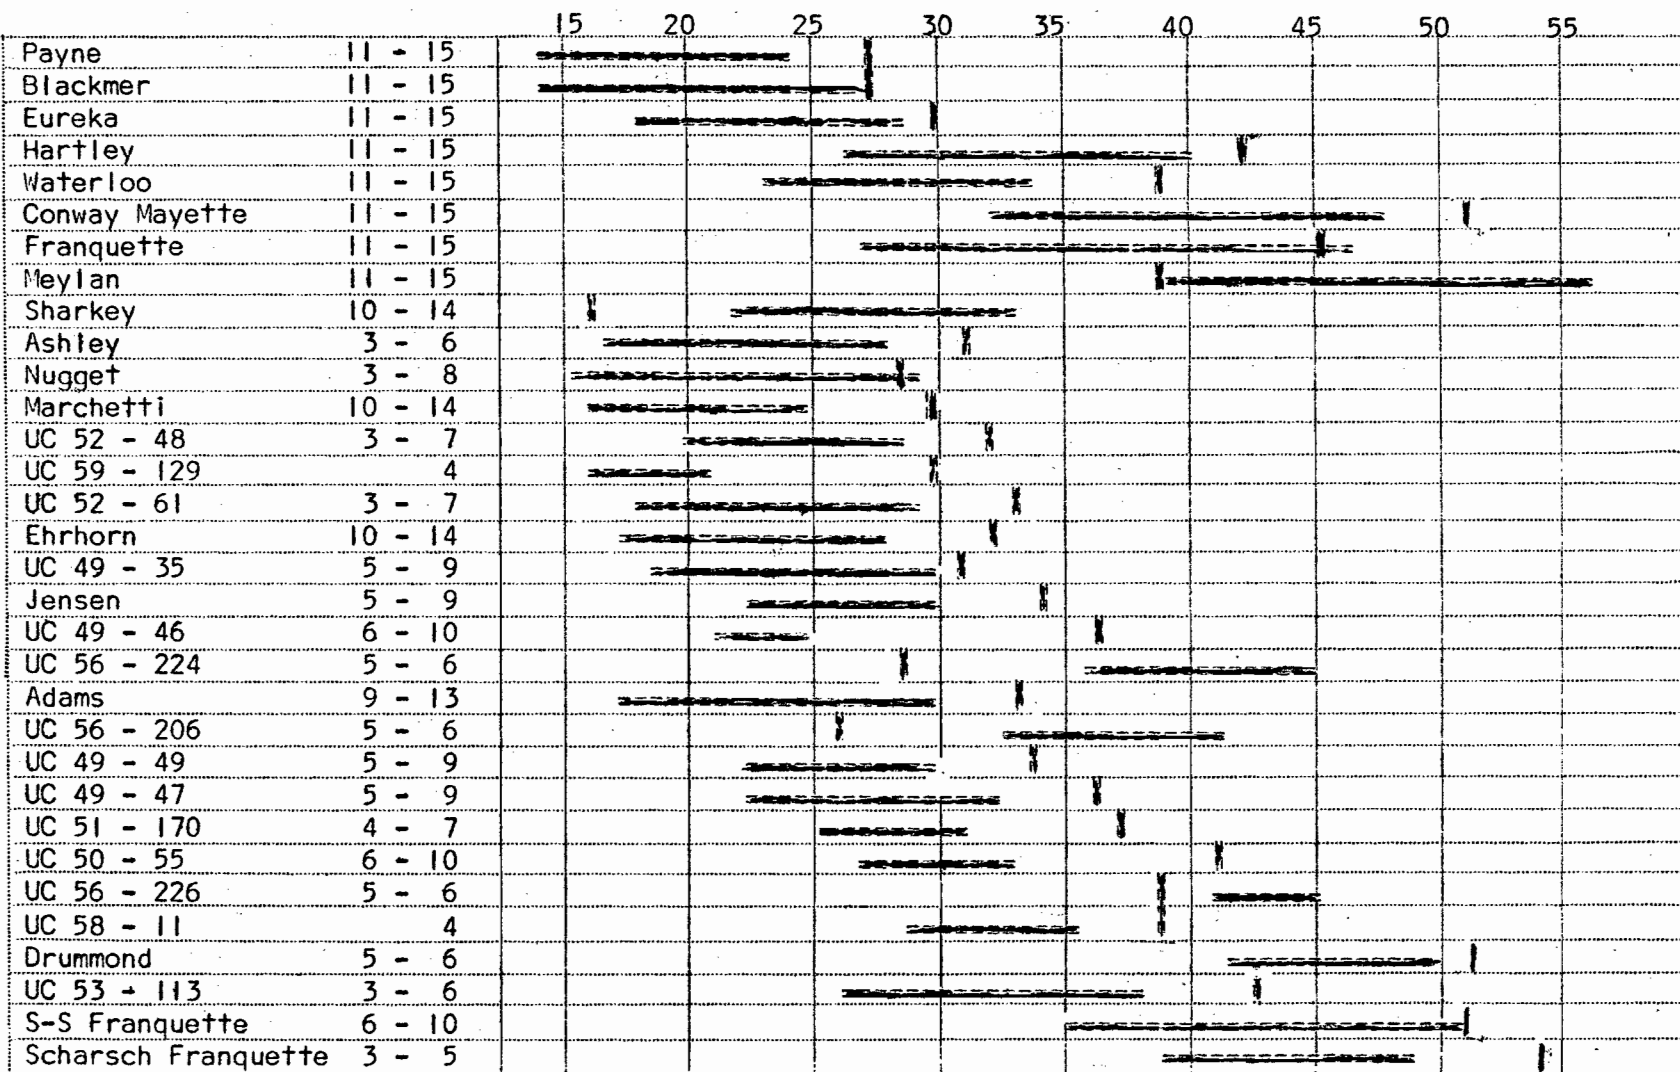 15 20 25 30 35 40 45 50 55
Payne 11 - 15
Blackmer 11 - 15
Eureka 11 - 15
Hartley 11 - 15
Waterloo 11 - 15
Conway Mayette 11 - 15
Franquette 11 - 15
Meylan 11 - 15
Sharkey 10 - 14
Ashley 3 - 6
Nugget 3 - 8
Marchetti 10 - 14
UC 52 - 48 3 - 7
UC 59 - 129 4
UC 52 - 61 3 - 7
Ehrhorn 10 - 14
UC 49 - 35 5 - 9
Jensen 5 - 9
UC 49 - 46 6 - 10
UC 56 - 224 5 - 6
Adams 9 - 13
UC 56 - 206 5 - 6
UC 49 - 49 5 - 9
UC 49 - 47 5 - 9
UC 51 - 170 4 - 7
UC 50 - 55 6 - 10
UC 56 - 226 5 - 6
UC 58 - 11 4
Drummond 5 - 6
UC 53 - 113 3 - 6
S-S Franquette 6 - 10
Scharsch Franquette 3 - 5